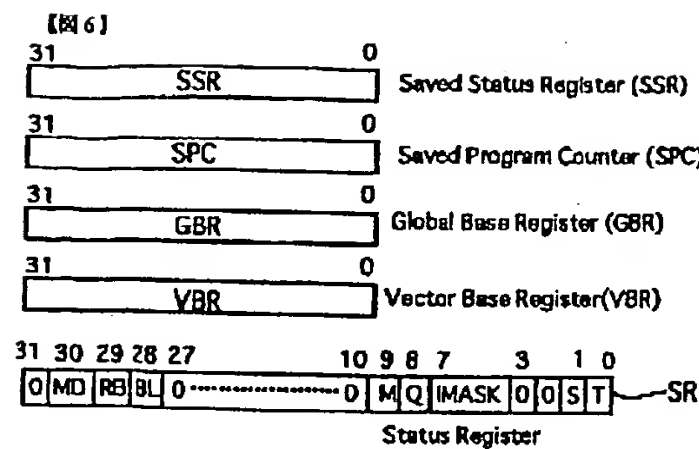 【図6】
31 0
SSR Saved Status Register (SSR)
31 0
SPC Saved Program Counter (SPC)
31 0
GBR Global Base Register (GBR)
31 0
VBR Vector Base Register(VBR)
31 30 29 28 27 10 9 8 7 3 1 0
0 MD RB BL 0 ---------------- 0 M Q IMASK 0 0 S T SR
Status Register